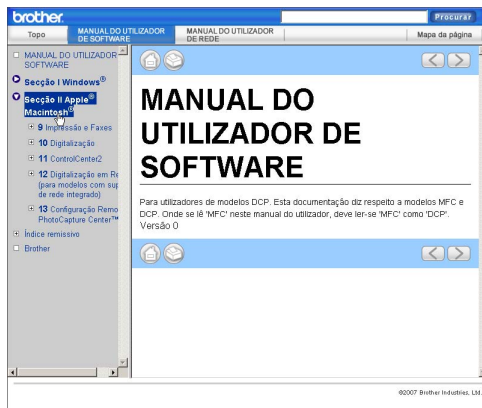 brother.
Procurar
Topo
MANUAL DO UTILIZADOR
DE SOFTWARE
MANUAL DO UTILIZADOR
DE REDE
Mapa da página
MANUAL DO UTILIZADOR
SOFTWARE
Secção I Windows®
Secção II Apple®
Macintosh®
9 Impressão e Faxes
10 Digitalização
11 ControlCenter2
12 Digitalização em Re
(para modelos com sup
de rede integrado)
13 Configuração Remo
PhotoCapture Center™
Índice remissivo
Brother
MANUAL DO
UTILIZADOR DE
SOFTWARE
Para utilizadores de modelos DCP. Esta documentação diz respeito a modelos MFC e
DCP. Onde se lê 'MFC' neste manual do utilizador, deve ler-se 'MFC' como 'DCP'.
Versão 0
©2007 Brother Industries, Ltd.